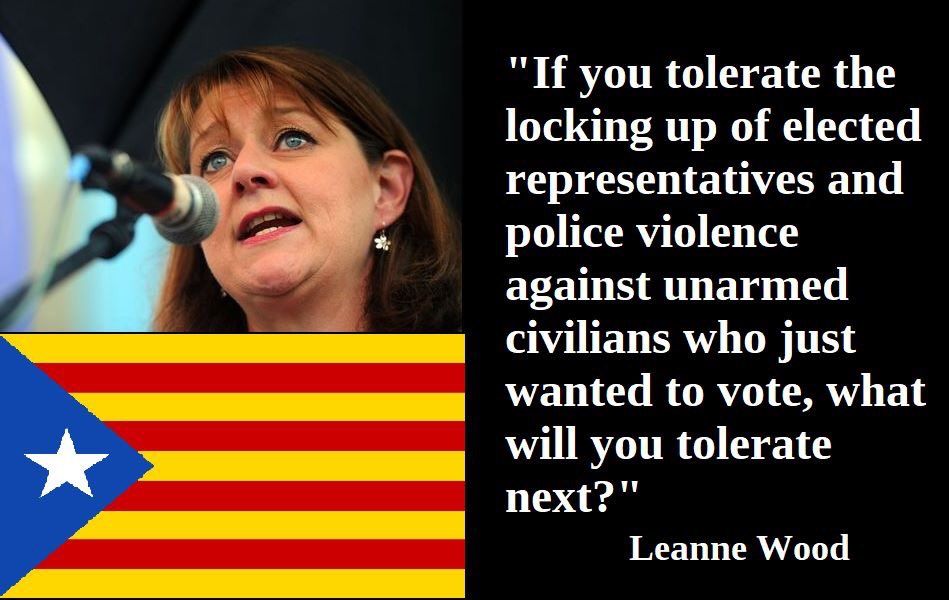 "If you tolerate the
locking up of elected
representatives and
police violence
against unarmed
civilians who just
wanted to vote, what
will you tolerate
next?"
Leanne Wood